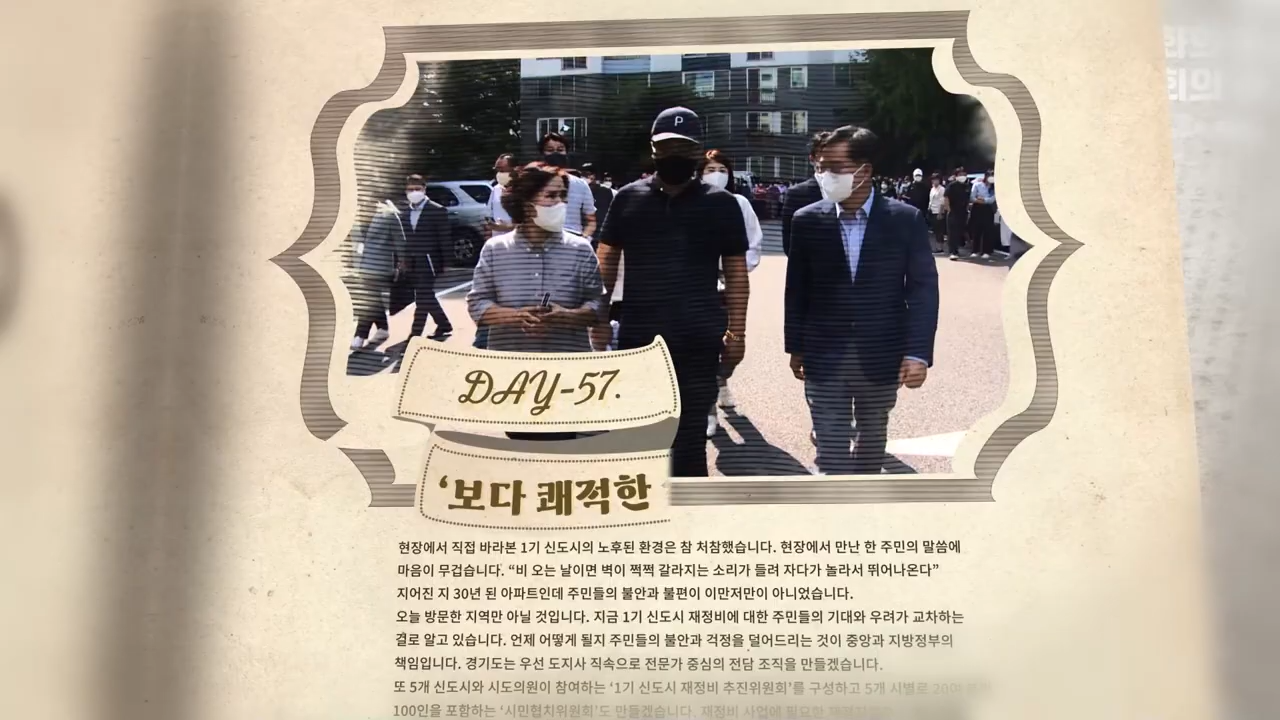 회의
P
DAY-57.
‘보다 쾌적한
현장에서 직접 바라본 1기 신도시의 노후된 환경은 참 처참했습니다. 현장에서 만난 한 주민의 말씀에
마음이 무겁습니다. “비 오는 날이면 벽이 쩍쩍 갈라지는 소리가 들려 자다가 놀라서 뛰어나온다”
지어진 지 30년 된 아파트인데 주민들의 불안과 불편이 이만저만이 아니었습니다.
오늘 방문한 지역만 아닐 것입니다. 지금 1기 신도시 재정비에 대한 주민들의 기대와 우려가 교차하는
걸로 알고 있습니다. 언제 어떻게 될지 주민들의 불안과 걱정을 덜어드리는 것이 중앙과 지방정부의
책임입니다. 경기도는 우선 도지사 직속으로 전문가 중심의 전담 조직을 만들겠습니다.
또 5개 신도시와 시도의원이 참여하는 ‘1기 신도시 재정비 추진위원회’를 구성하고 5개 시별로 20여
100인을 포함하는 ‘시민협치위원회’도 만들겠습니다. 재정비 사업에 필요한